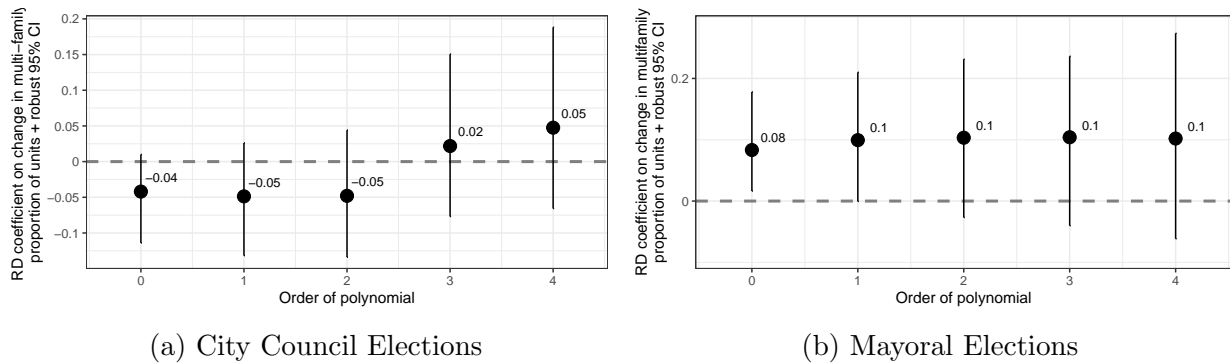 RD coefficient on change in multi−family
proportion of units + robust 95% CI
0.2
0.15
0.1
0.05
0
−0.05
−0.1
−0.04
−0.05
−0.05
0.02
0.05
0 1 2 3 4
Order of polynomial
(a) City Council Elections
RD coefficient on change in multifamily
proportion of units + robust 95% CI
0.2
0
0.08
0.1
0.1
0.1
0.1
0 1 2 3 4
Order of polynomial
(b) Mayoral Elections